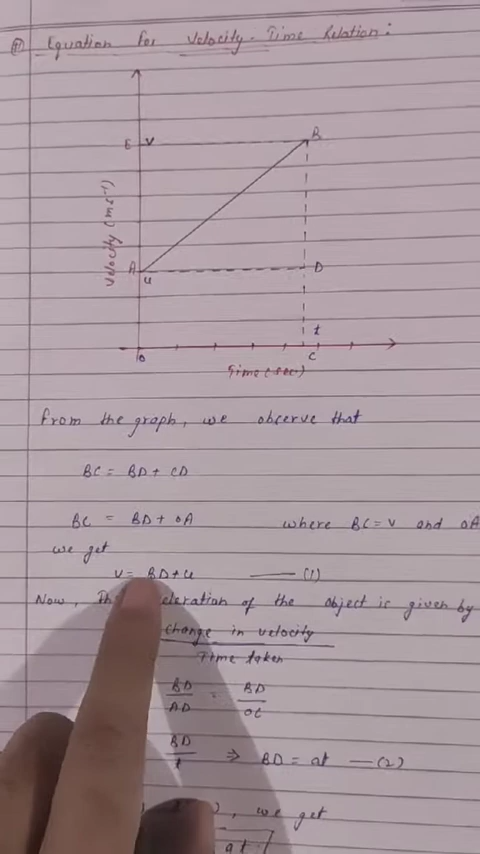 Equation for Velocity-Time Relation:
E V B
Velocity (ms⁻¹)
A D
u
t
0 C
Time (sec)
From the graph, we observe that
BC = BD + CD
BC = BD + OA where BC = v and OA
we get
v = BD + u —— (1)
Now, of the object is given by
change in velocity
Time taken
BD BD
AD = OC
BD
t ⇒ BD = at —(2)
, we get
at